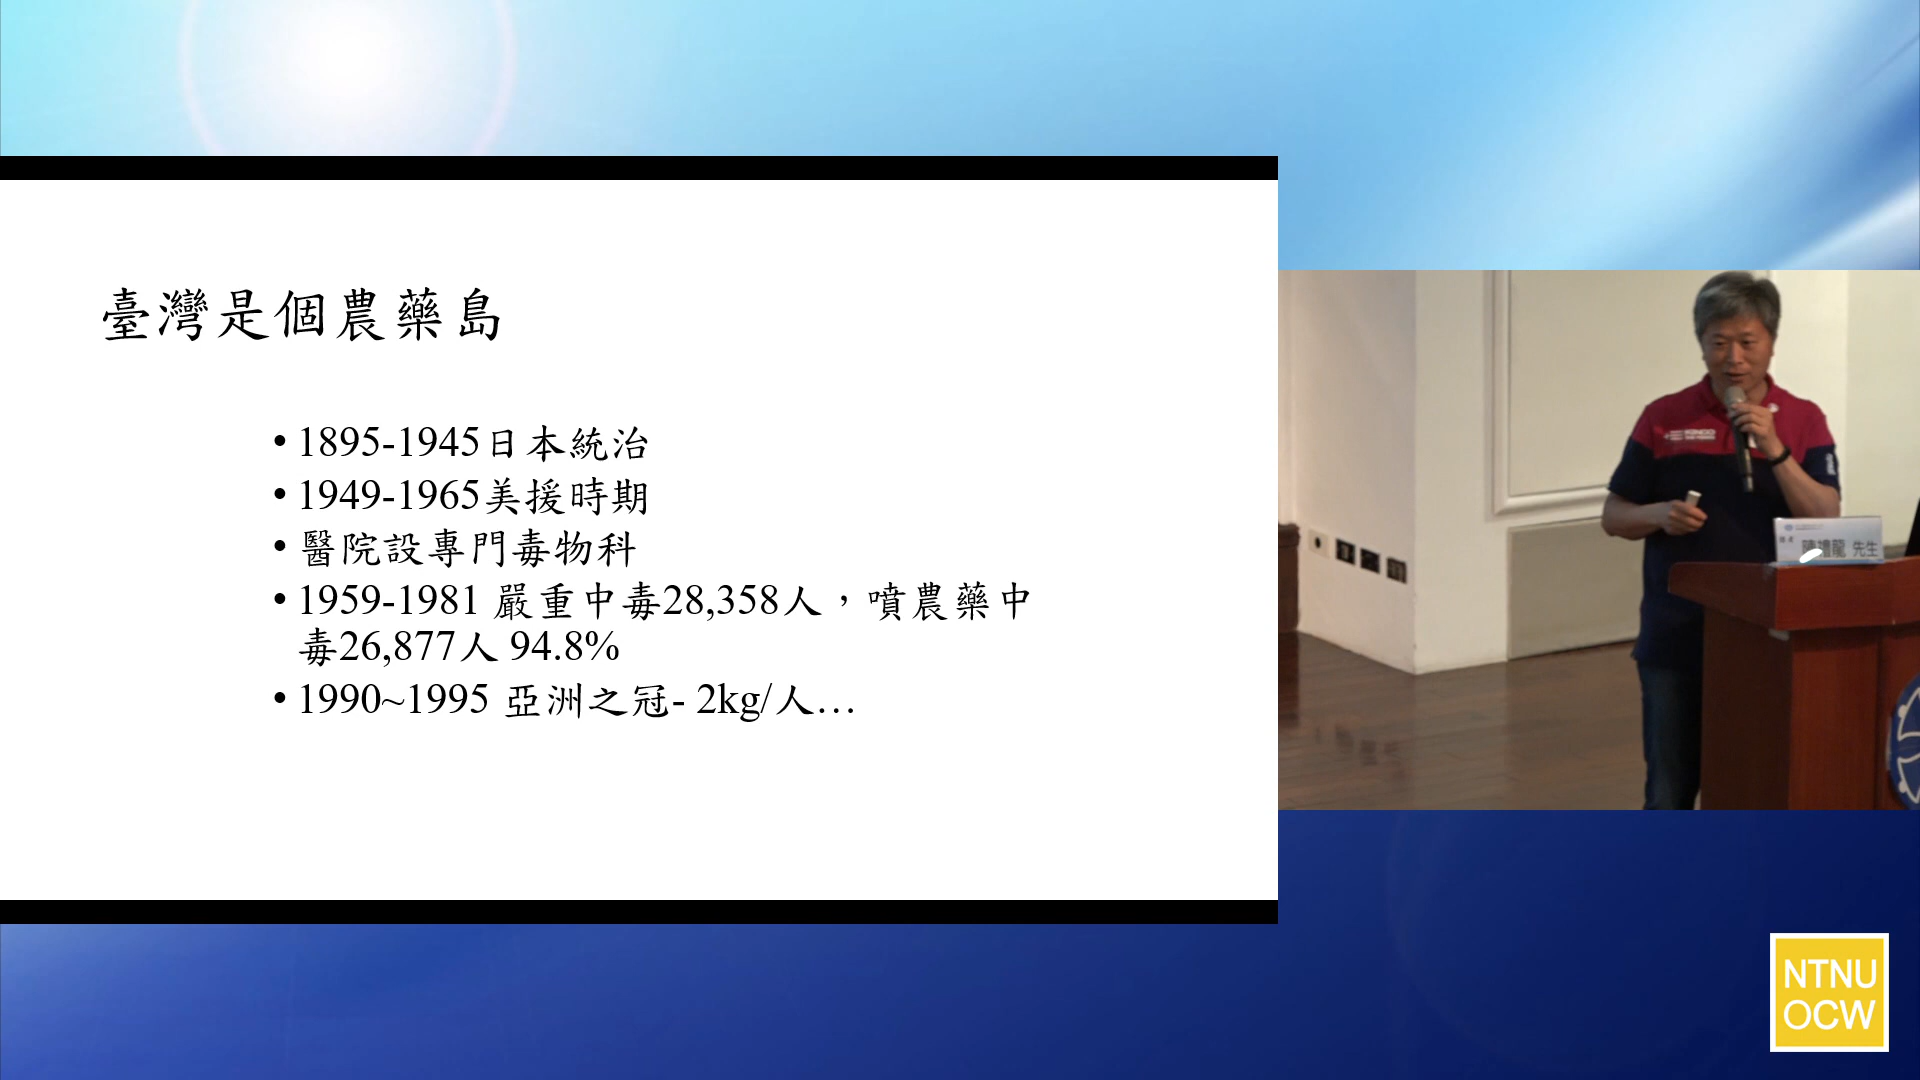 臺灣是個農藥島
• 1895-1945日本統治
• 1949-1965美援時期
• 醫院設專門毒物科
• 1959-1981 嚴重中毒28,358人，噴農藥中
毒26,877人 94.8%
• 1990~1995 亞洲之冠- 2kg/人…
禮龍 先生
NTNU
OCW